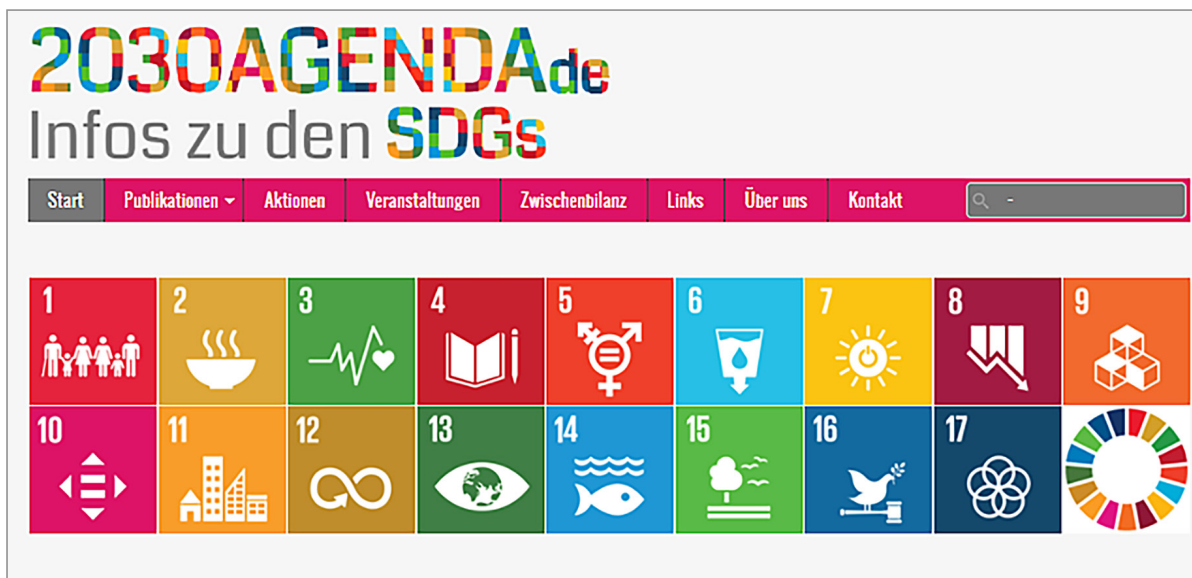 2030AGENDAde
Infos zu den SDGs
Start Publikationen Aktionen Veranstaltungen Zwischenbilanz Links Über uns Kontakt -
1 2 3 4 5 6 7 8 9
10 11 12 13 14 15 16 17